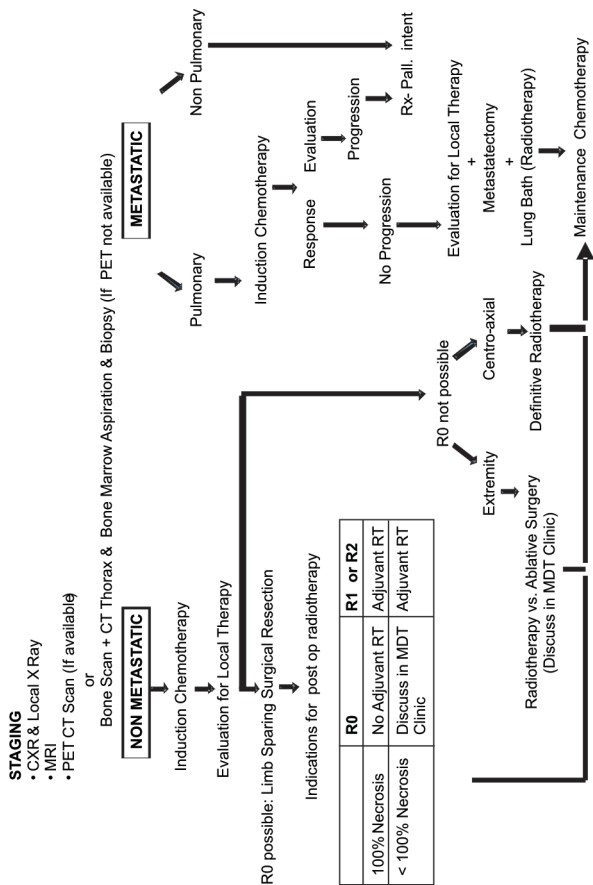 STAGING
• CXR & Local X Ray
• MRI
• PET CT Scan (If available)
or
Bone Scan + CT Thorax & Bone Marrow Aspiration & Biopsy (If PET not available)
NON METASTATIC
Induction Chemotherapy
Evaluation for Local Therapy
R0 possible: Limb Sparing Surgical Resection
Indications for post op radiotherapy
R0 R1 or R2
100% Necrosis No Adjuvant RT Adjuvant RT
< 100% Necrosis Discuss in MDT Adjuvant RT
Clinic
R0 not possible
Extremity
Centro-axial
Radiotherapy vs. Ablative Surgery
(Discuss in MDT Clinic)
Definitive Radiotherapy
METASTATIC
Pulmonary
Non Pulmonary
Induction Chemotherapy
Response
Evaluation
No Progression
Progression
Rx- Pall. intent
Evaluation for Local Therapy
+
Metastatectomy
+
Lung Bath (Radiotherapy)
Maintenance Chemotherapy